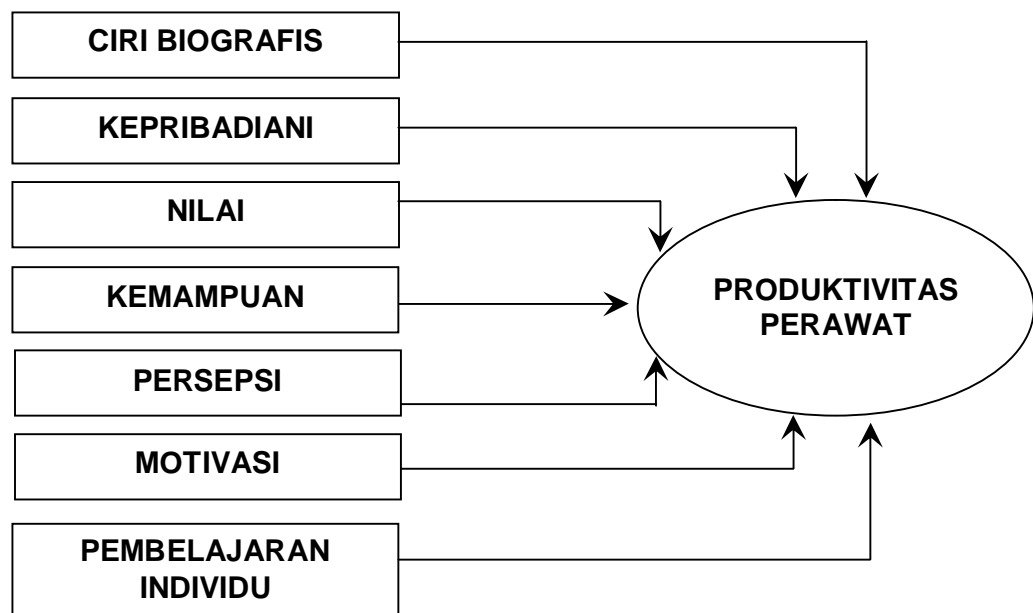 CIRI BIOGRAFIS
KEPRIBADIANI
NILAI
KEMAMPUAN
PERSEPSI
MOTIVASI
PEMBELAJARAN
INDIVIDU
PRODUKTIVITAS
PERAWAT